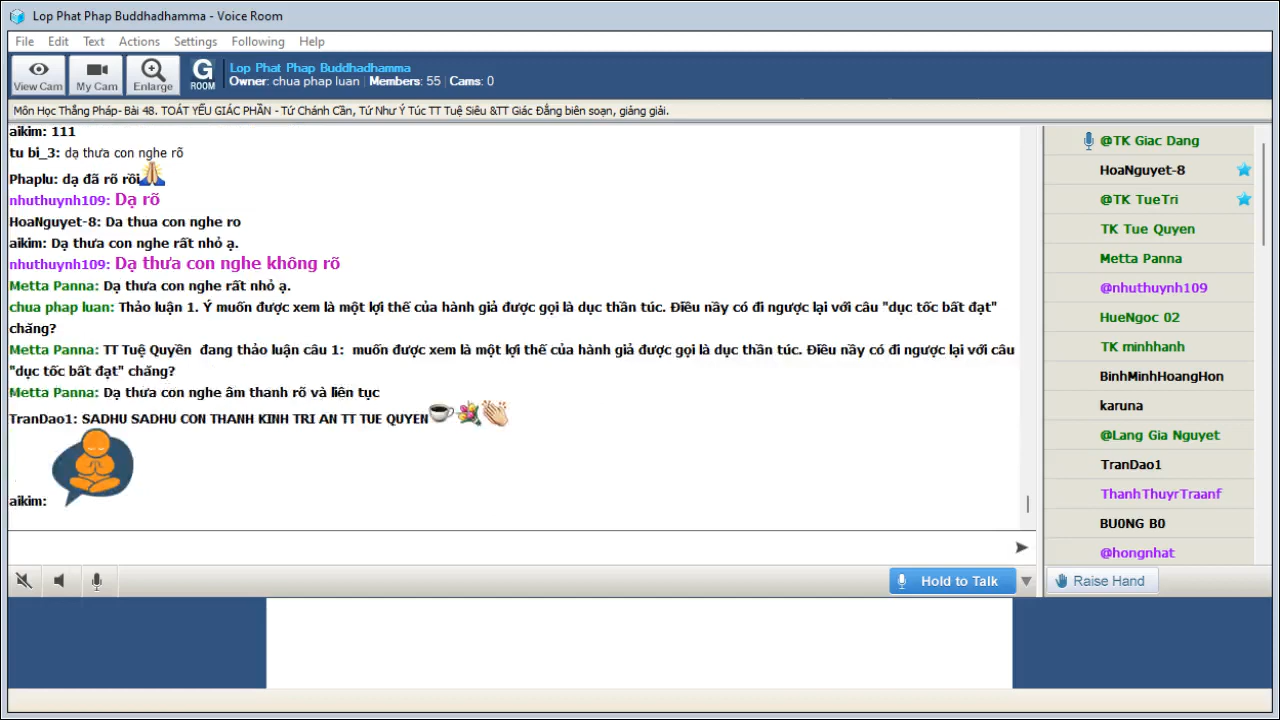 Lop Phat Phap Buddhadhamma - Voice Room
File Edit Text Actions Settings Following Help
View Cam My Cam Enlarge G ROOM
Lop Phat Phap Buddhadhamma
Owner: chua phap luan | Members: 55 | Cams: 0
Môn Học Thắng Pháp- Bài 48. TOÁT YẾU GIÁC PHẦN - Tứ Chánh Cần, Tứ Như Ý Túc TT Tuệ Siêu &TT Giác Đẳng biên soạn, giảng giải.
aikim: 111
tu bi_3: dạ thưa con nghe rõ
Phaplu: dạ đã rõ rồi
nhuthuynh109: Dạ rõ
HoaNguyet-8: Da thua con nghe ro
aikim: Dạ thưa con nghe rất nhỏ ạ.
nhuthuynh109: Dạ thưa con nghe không rõ
Metta Panna: Dạ thưa con nghe rất nhỏ ạ.
chua phap luan: Thảo luận 1. Ý muốn được xem là một lợi thế của hành giả được gọi là dục thần túc. Điều nầy có đi ngược lại với câu "dục tốc bất đạt"
chăng?
Metta Panna: TT Tuệ Quyền đang thảo luận câu 1: muốn được xem là một lợi thế của hành giả được gọi là dục thần túc. Điều nầy có đi ngược lại với câu
"dục tốc bất đạt" chăng?
Metta Panna: Dạ thưa con nghe âm thanh rõ và liên tục
TranDao1: SADHU SADHU CON THANH KINH TRI AN TT TUE QUYEN
aikim:
@TK Giac Dang
HoaNguyet-8
@TK TueTri
TK Tue Quyen
Metta Panna
@nhuthuynh109
HueNgoc 02
TK minhhanh
BinhMinhHoangHon
karuna
@Lang Gia Nguyet
TranDao1
ThanhThuyrTraanf
BU0NG B0
@hongnhat
Hold to Talk
Raise Hand